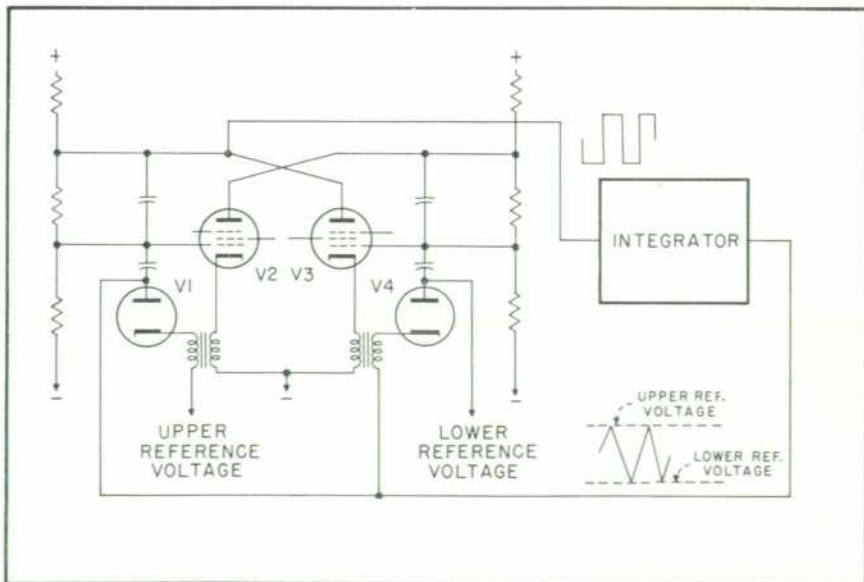 +
+
INTEGRATOR
V1
V2
V3
V4
UPPER
REFERENCE
VOLTAGE
LOWER
REFERENCE
VOLTAGE
UPPER REF.
VOLTAGE
LOWER REF.
VOLTAGE
-
-
-